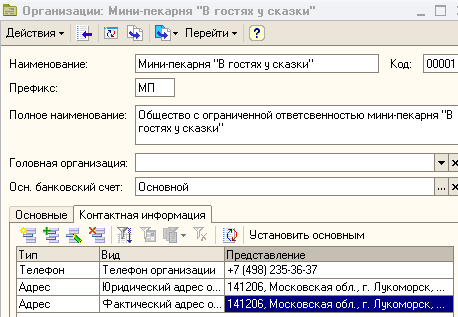 Организации: Мини-пекарня "В гостях у сказки"
Действия Перейти ?
Наименование: Мини-пекарня "В гостях у сказки" Код: 00001
Префикс: МП
Полное наименование: Общество с ограниченной ответсвенностью мини-пекарня "В
гостях у сказки"
Головная организация:
Осн. банковский счет: Основной ...
Основные Контактная информация
Установить основным
Тип Вид Представление
Телефон Телефон организации +7 (498) 235-36-37
Адрес Юридический адрес о... 141206, Московская обл., г. Лукоморск, ...
Адрес Фактический адрес о... 141206, Московская обл., г. Лукоморск, ...